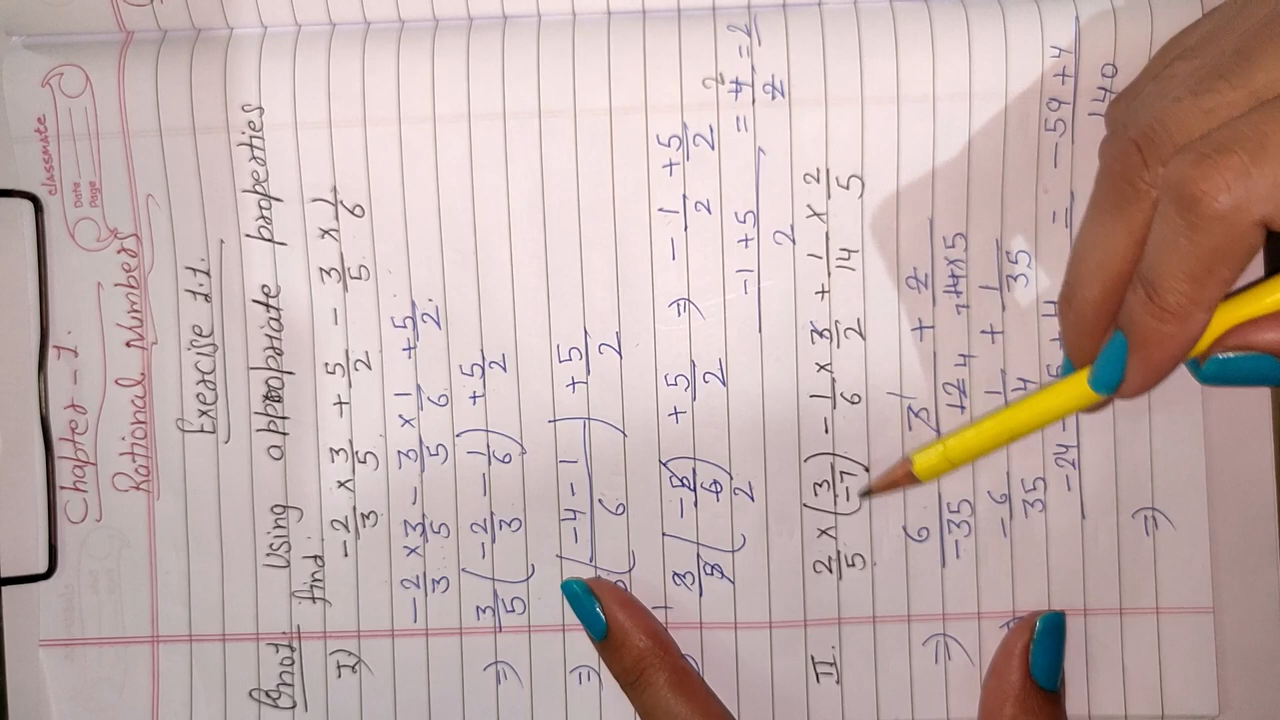 classmate
Date
Page
Chapter - 1.
Rational Numbers
Exercise 1.1.
Qno1. Using appropriate properties
find.
I) -2/3 × 3/5 + 5/2 - 3/5 × 1/6
-2/3 × 3/5 - 3/5 × 1/6 + 5/2
⇒ 3/5 (-2/3 - 1/6) + 5/2
⇒ (-4 - 1/6) + 5/2
3/5 (-5/6) + 5/2 ⇒ -1/2 + 5/2
-1 + 5/2 = 4/2 = 2
II. 2/5 × (3/-7) - 1/6 × 3/2 + 1/14 × 2/5
⇒ 6/-35 - 3/12 + 2/14×5
-6/35 - 1/4 + 1/35
-24 + 4 = -59 + 4/140
⇒